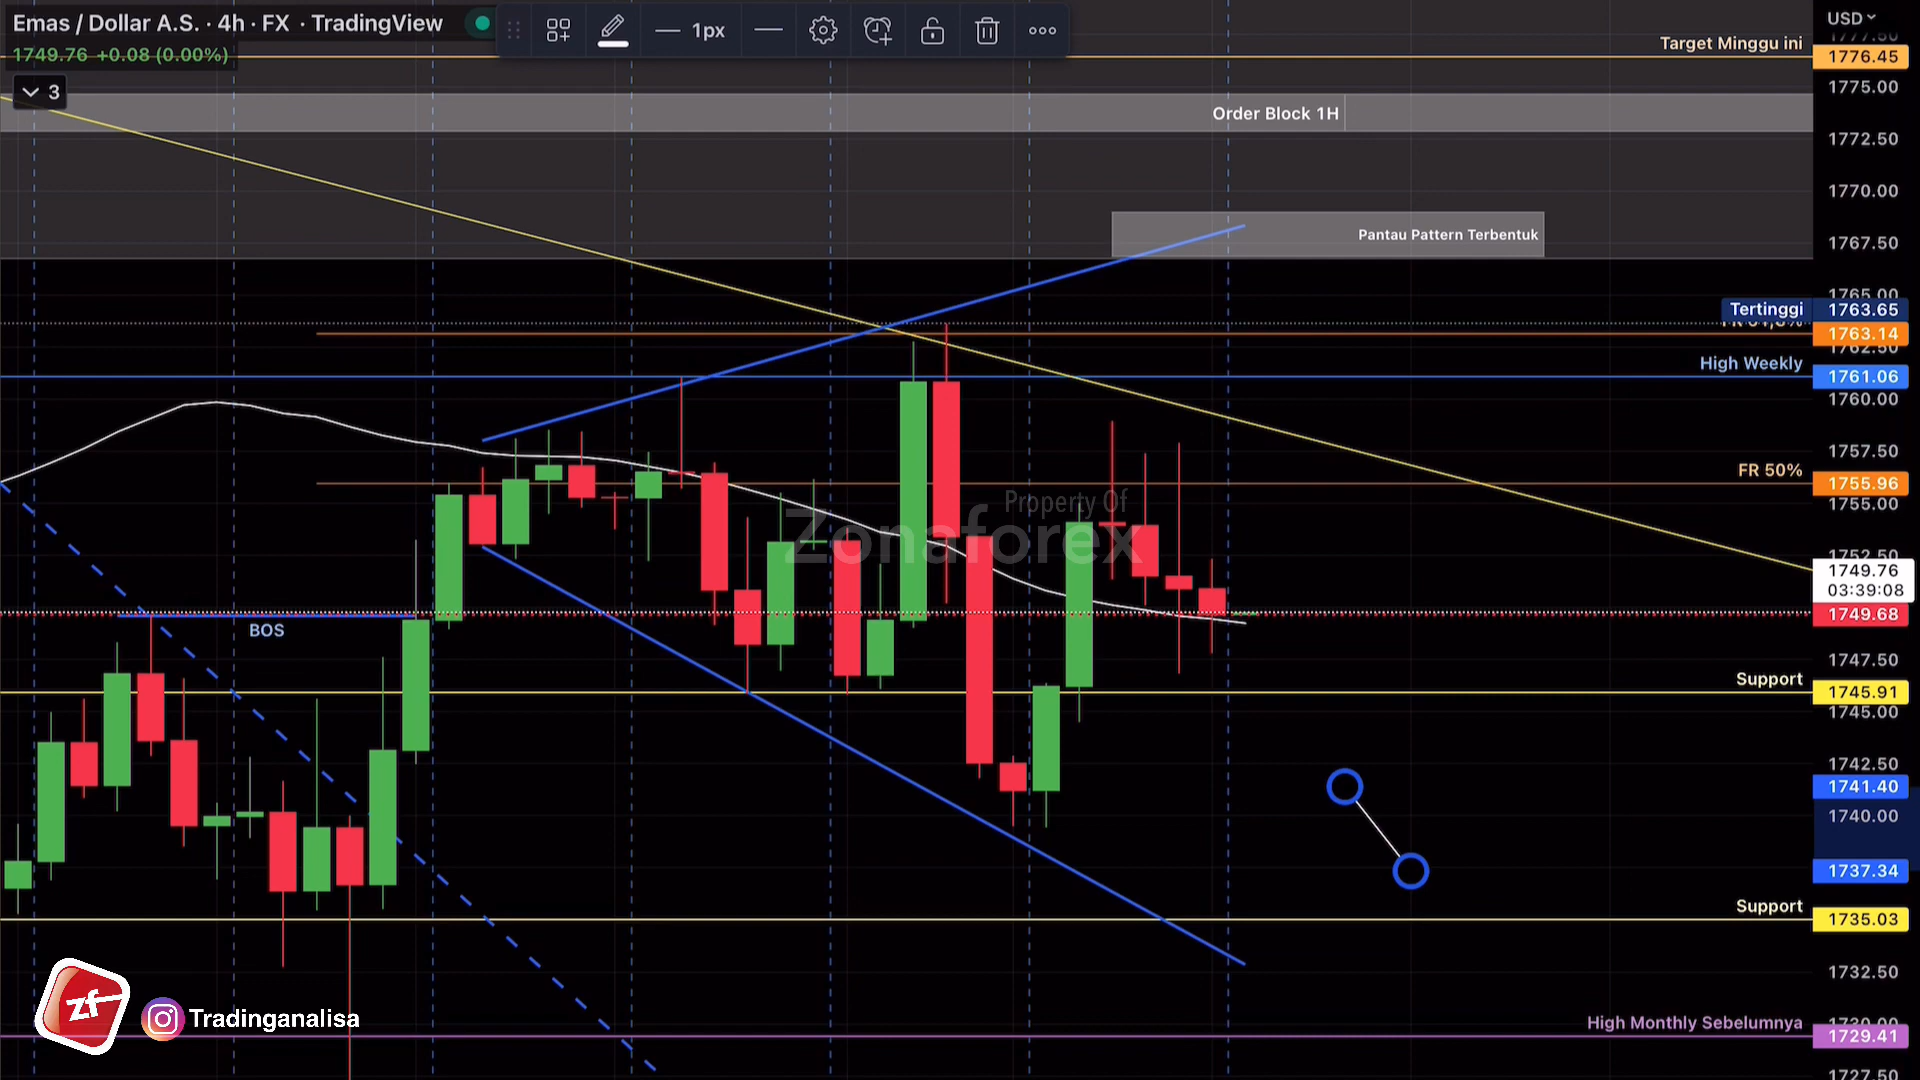 Emas / Dollar A.S. · 4h · FX · TradingView
1px
USD
1749.76 +0.08 (0.00%)
3
Target Minggu ini
1776.45
1775.00
Order Block 1H
1772.50
1770.00
Pantau Pattern Terbentuk
1767.50
1765.00
Tertinggi
1763.65
1763.14
1762.50
High Weekly
1761.06
1760.00
1757.50
FR 50%
1755.96
1755.00
Property Of
Zonaforex
1752.50
1749.76
03:39:08
1749.68
BOS
1747.50
Support
1745.91
1745.00
1742.50
1741.40
1740.00
1737.34
Support
1735.03
1732.50
zf
Tradinganalisa
High Monthly Sebelumnya
1730.00
1729.41
1727.50